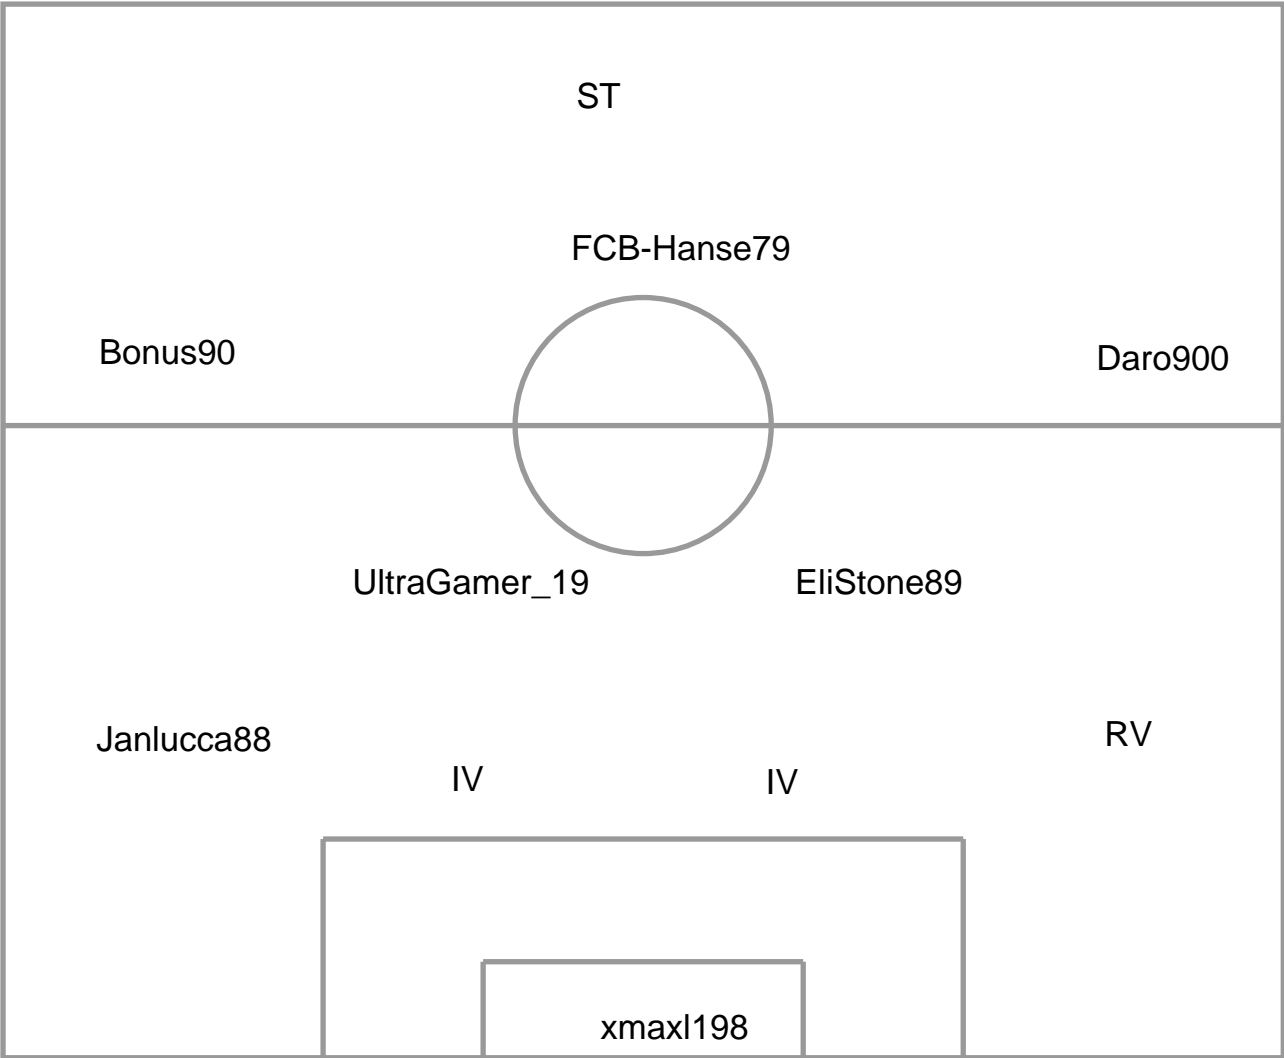 ST
FCB-Hanse79
Bonus90
Daro900
UltraGamer_19
EliStone89
Janlucca88
RV
IV
IV
xmaxl198